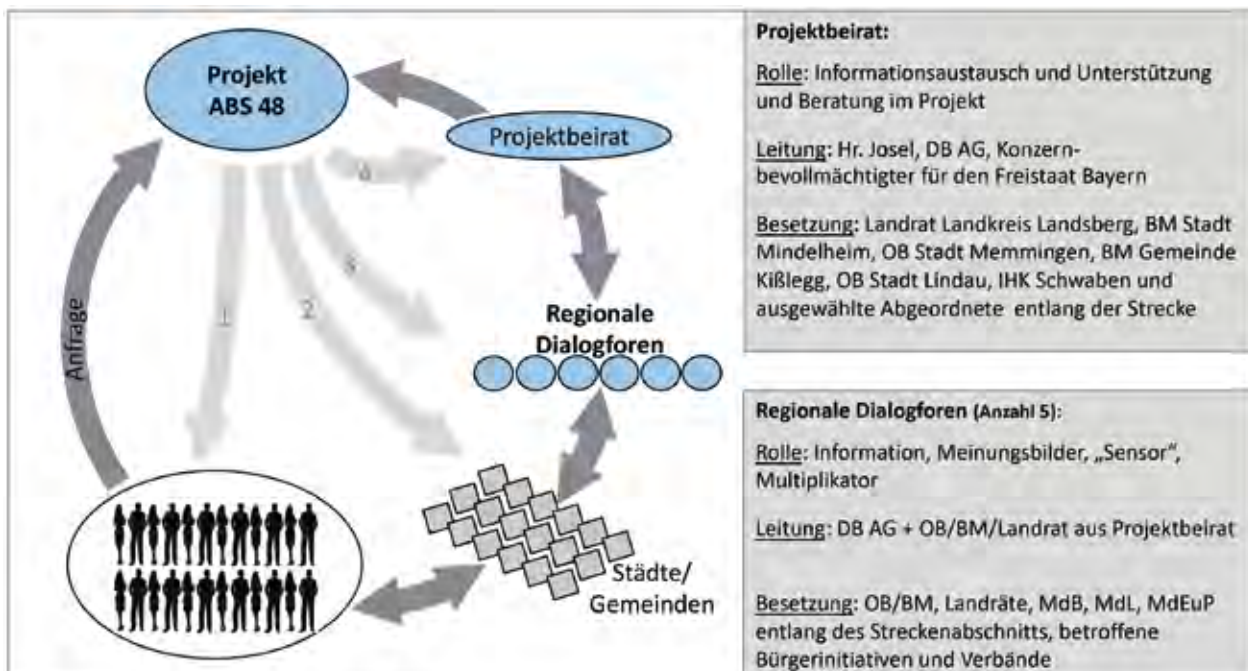 Projekt
ABS 48
Projektbeirat
Anfrage
1
2
Regionale
Dialogforen
Städte/
Gemeinden
Projektbeirat:
Rolle: Informationsaustausch und Unterstützung
und Beratung im Projekt
Leitung: Hr. Josel, DB AG, Konzern-
bevollmächtigter für den Freistaat Bayern
Besetzung: Landrat Landkreis Landsberg, BM Stadt
Mindelheim, OB Stadt Memmingen, BM Gemeinde
Kißlegg, OB Stadt Lindau, IHK Schwaben und
ausgewählte Abgeordnete entlang der Strecke
Regionale Dialogforen (Anzahl 5):
Rolle: Information, Meinungsbilder, „Sensor“,
Multiplikator
Leitung: DB AG + OB/BM/Landrat aus Projektbeirat
Besetzung: OB/BM, Landräte, MdB, MdL, MdEuP
entlang des Streckenabschnitts, betroffene
Bürgerinitiativen und Verbände